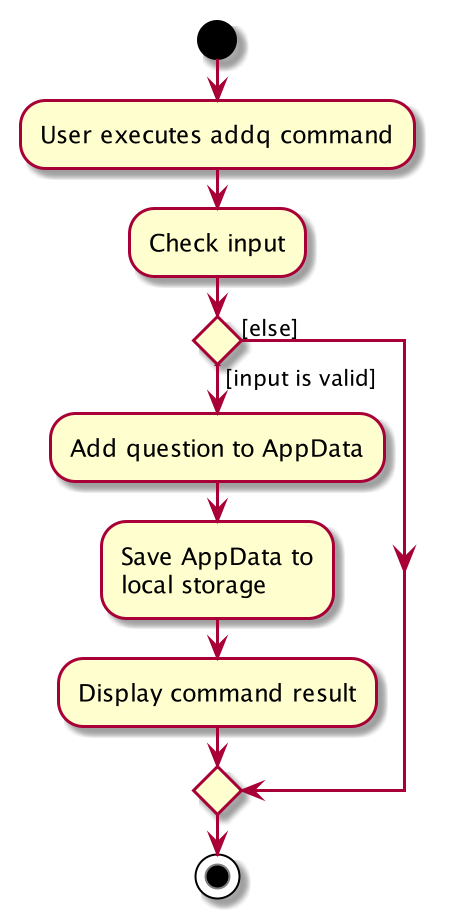 User executes addq command
Check input
[else]
[input is valid]
Add question to AppData
Save AppData to
local storage
Display command result